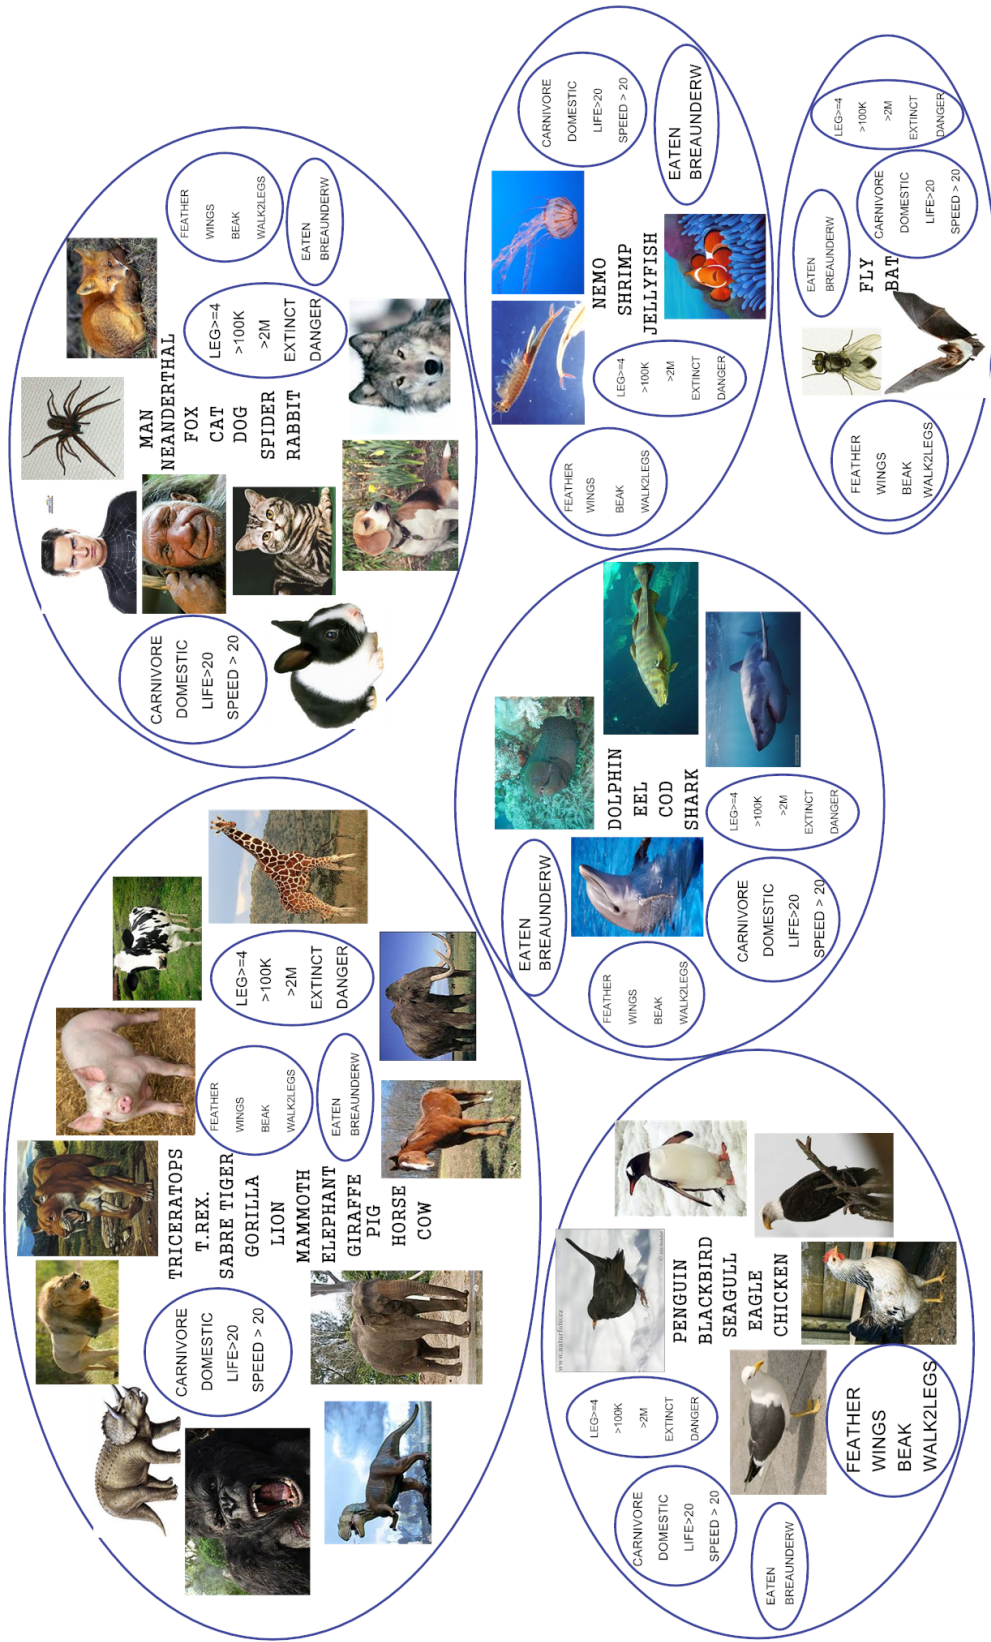 CARNIVORE
DOMESTIC
LIFE>20
SPEED > 20
TRICERATOPS
T.REX.
SABRE TIGER
GORILLA
LION
MAMMOTH
ELEPHANT
GIRAFFE
PIG
HORSE
COW
FEATHER
WINGS
BEAK
WALK2LEGS
EATEN
BREAUNDERW
LEG>=4
>100K
>2M
EXTINCT
DANGER
CARNIVORE
DOMESTIC
LIFE>20
SPEED > 20
MAN
NEANDERTHAL
FOX
CAT
DOG
SPIDER
RABBIT
LEG>=4
>100K
>2M
EXTINCT
DANGER
FEATHER
WINGS
BEAK
WALK2LEGS
EATEN
BREAUNDERW
LEG>=4
>100K
>2M
EXTINCT
DANGER
CARNIVORE
DOMESTIC
LIFE>20
SPEED > 20
EATEN
BREAUNDERW
FEATHER
WINGS
BEAK
WALK2LEGS
www.naturfoto.cz
PENGUIN
BLACKBIRD
SEAGULL
EAGLE
CHICKEN
EATEN
BREAUNDERW
FEATHER
WINGS
BEAK
WALK2LEGS
CARNIVORE
DOMESTIC
LIFE>20
SPEED > 20
DOLPHIN
EEL
COD
SHARK
LEG>=4
>100K
>2M
EXTINCT
DANGER
FEATHER
WINGS
BEAK
WALK2LEGS
LEG>=4
>100K
>2M
EXTINCT
DANGER
NEMO
SHRIMP
JELLYFISH
CARNIVORE
DOMESTIC
LIFE>20
SPEED > 20
EATEN
BREAUNDERW
FEATHER
WINGS
BEAK
WALK2LEGS
FLY
BAT
EATEN
BREAUNDERW
CARNIVORE
DOMESTIC
LIFE>20
SPEED > 20
LEG>=4
>100K
>2M
EXTINCT
DANGER